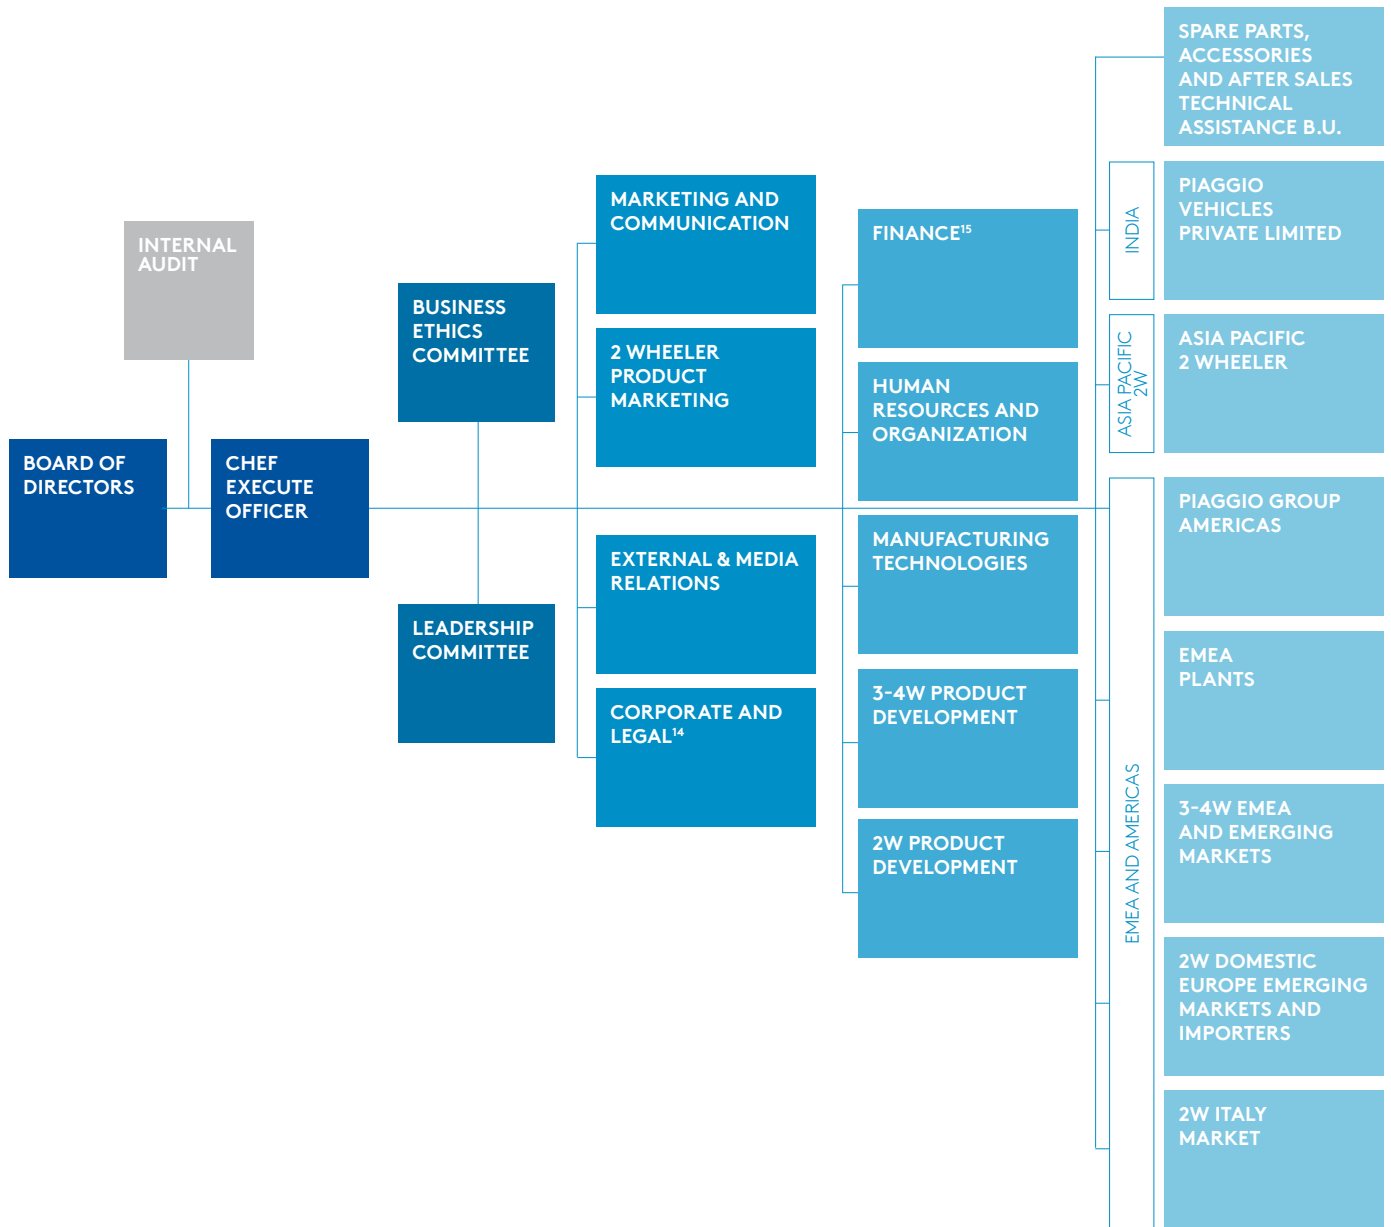 INTERNAL
AUDIT
BOARD OF
DIRECTORS
CHEF
EXECUTE
OFFICER
BUSINESS
ETHICS
COMMITTEE
LEADERSHIP
COMMITTEE
MARKETING AND
COMMUNICATION
2 WHEELER
PRODUCT
MARKETING
EXTERNAL & MEDIA
RELATIONS
CORPORATE AND
LEGAL¹⁴
FINANCE¹⁵
HUMAN
RESOURCES AND
ORGANIZATION
MANUFACTURING
TECHNOLOGIES
3-4W PRODUCT
DEVELOPMENT
2W PRODUCT
DEVELOPMENT
SPARE PARTS,
ACCESSORIES
AND AFTER SALES
TECHNICAL
ASSISTANCE B.U.
INDIA
PIAGGIO
VEHICLES
PRIVATE LIMITED
ASIA PACIFIC
2W
ASIA PACIFIC
2 WHEELER
EMEA AND AMERICAS
PIAGGIO GROUP
AMERICAS
EMEA
PLANTS
3-4W EMEA
AND EMERGING
MARKETS
2W DOMESTIC
EUROPE EMERGING
MARKETS AND
IMPORTERS
2W ITALY
MARKET